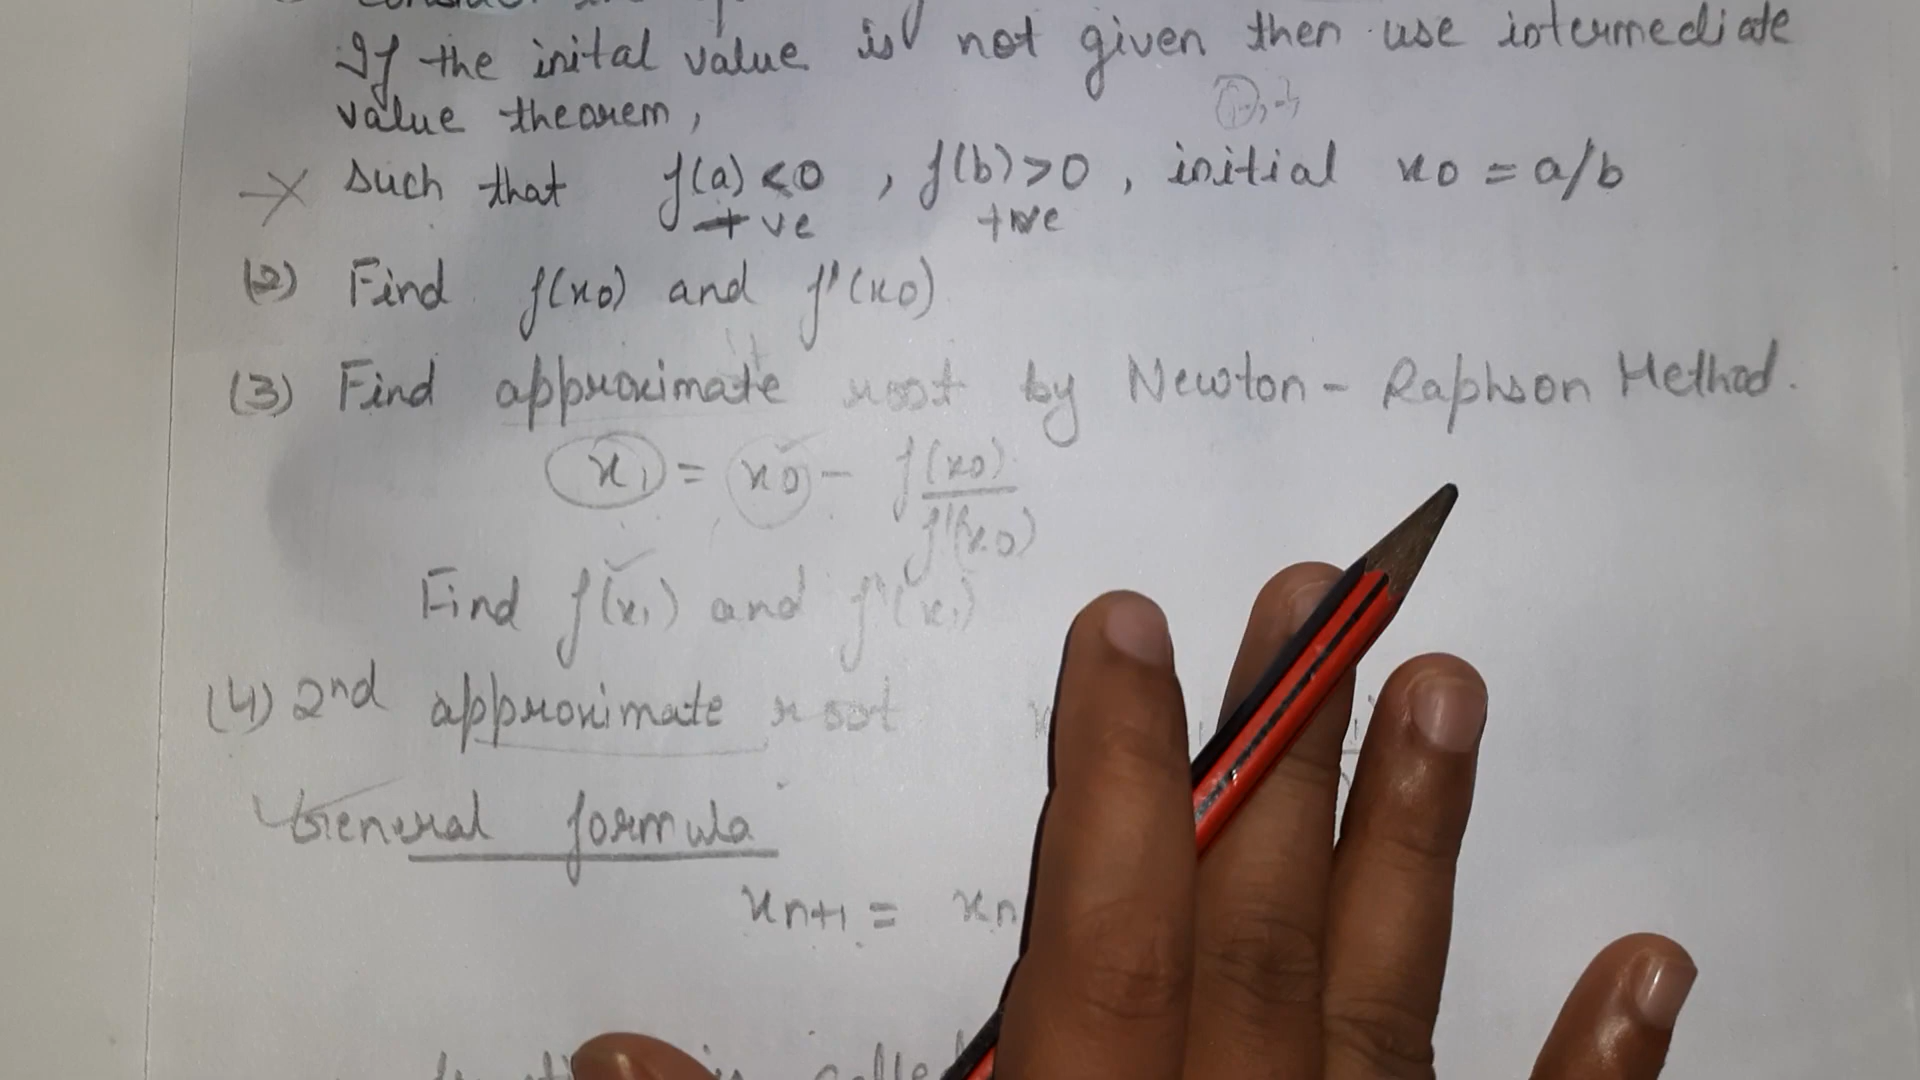 If the inital value is not given then use intermediate
value theorem,
such that f(a) <0 , f(b)>0 , initial x0 = a/b
+ve +ve
(2) Find f(x0) and f'(x0)
(3) Find approximate root by Newton - Raphson Method.
x1 = x0 - f(x0)/f'(x0)
Find f(x1) and f'(x1)
(4) 2nd approximate root
General formula
xn+1 = xn
is called